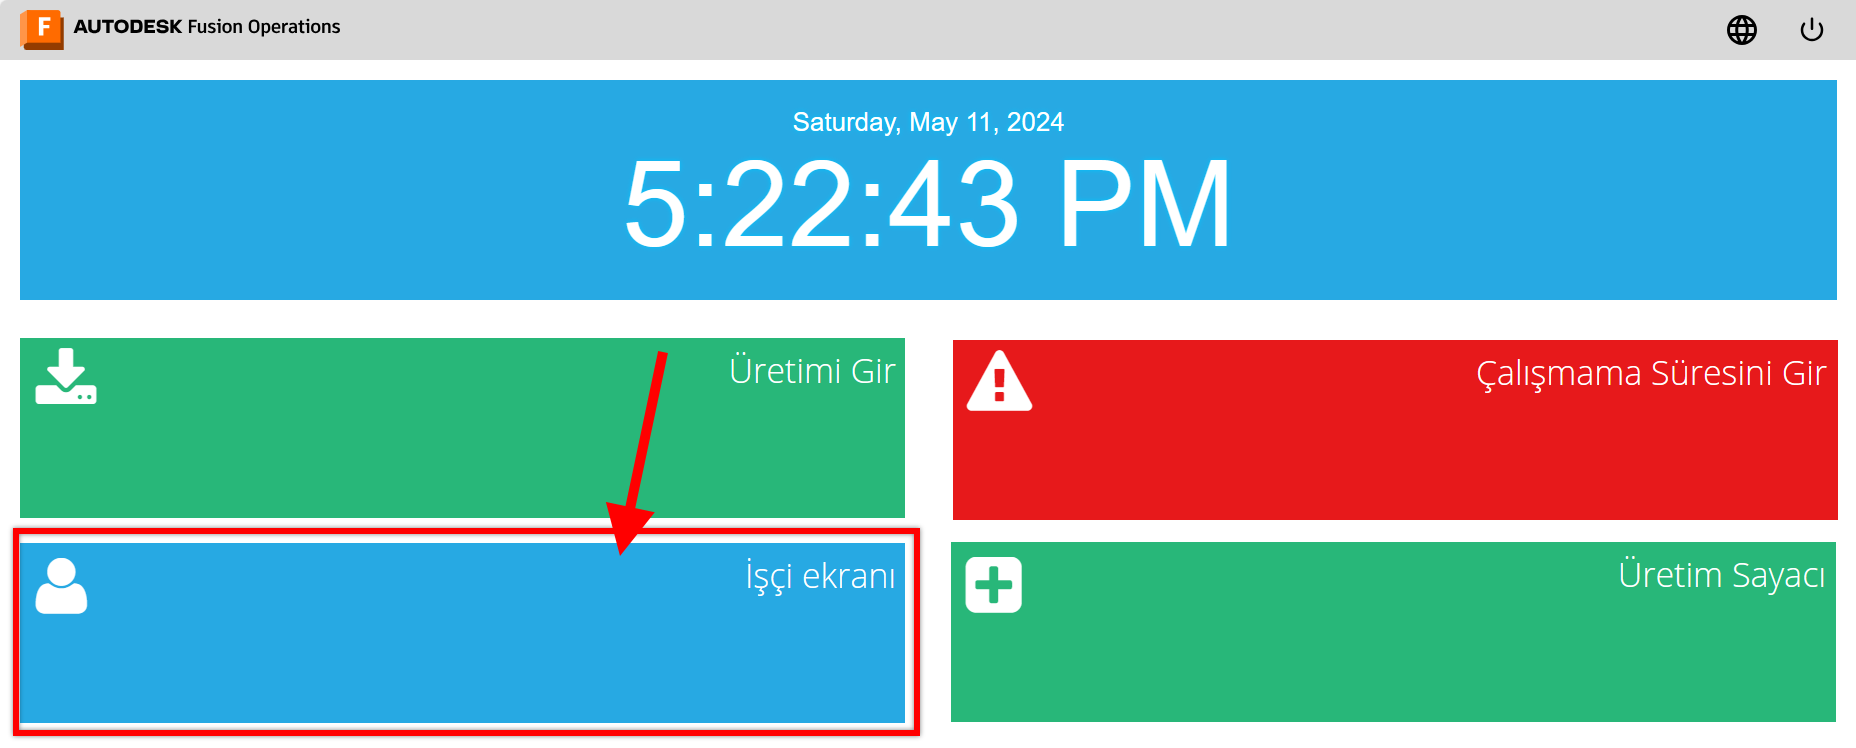 F AUTODESK Fusion Operations
Saturday, May 11, 2024
5:22:43 PM
Üretimi Gir
Çalışmama Süresini Gir
İşçi ekranı
Üretim Sayacı